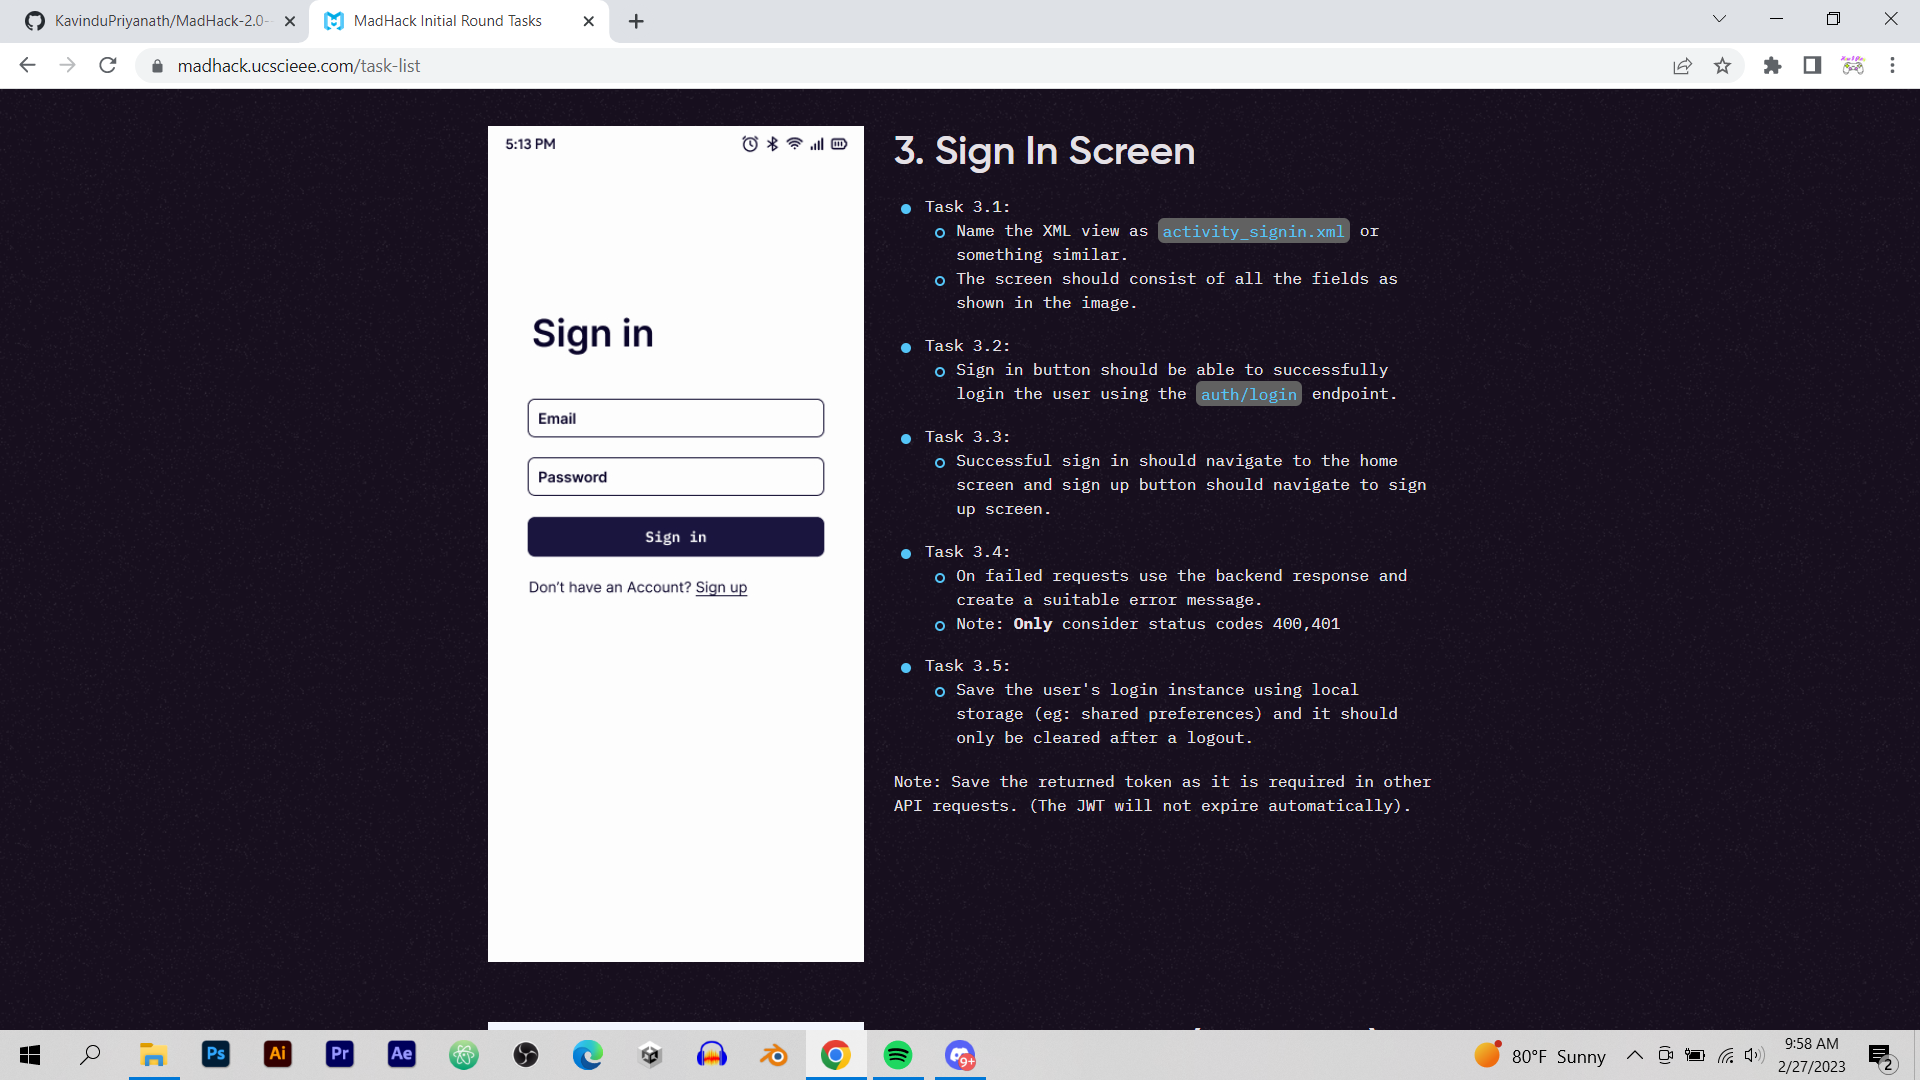 KavinduPriyanath/MadHack-2.0-
MadHack Initial Round Tasks
madhack.ucscieee.com/task-list
5:13 PM
Sign in
Email
Password
Sign in
Don't have an Account? Sign up
3. Sign In Screen
Task 3.1:
Name the XML view as activity_signin.xml or
something similar.
The screen should consist of all the fields as
shown in the image.
Task 3.2:
Sign in button should be able to successfully
login the user using the auth/login endpoint.
Task 3.3:
Successful sign in should navigate to the home
screen and sign up button should navigate to sign
up screen.
Task 3.4:
On failed requests use the backend response and
create a suitable error message.
Note: Only consider status codes 400,401
Task 3.5:
Save the user's login instance using local
storage (eg: shared preferences) and it should
only be cleared after a logout.
Note: Save the returned token as it is required in other
API requests. (The JWT will not expire automatically).
Ps
Ai
Pr
Ae
9+
80°F Sunny
9:58 AM
2/27/2023
2